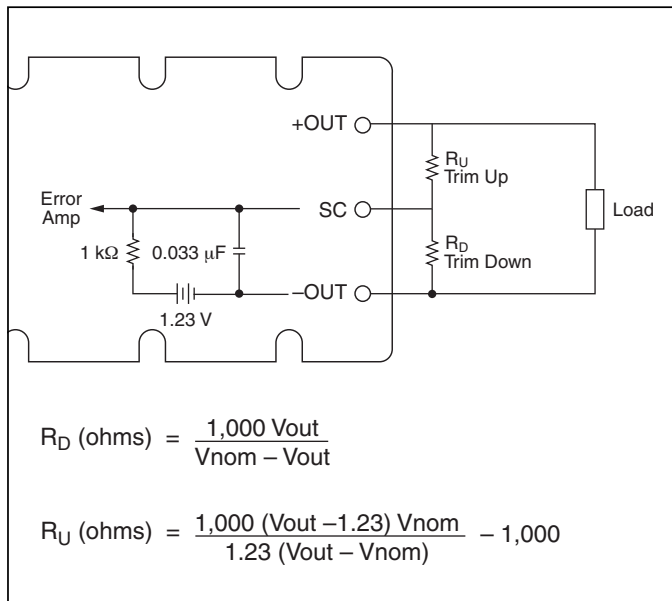 +OUT
R_U
Trim Up
Error
Amp
SC
Load
1 kΩ
0.033 μF
R_D
Trim Down
–OUT
1.23 V
R_D (ohms) = 1,000 Vout / Vnom – Vout
R_U (ohms) = 1,000 (Vout –1.23) Vnom / 1.23 (Vout – Vnom) – 1,000